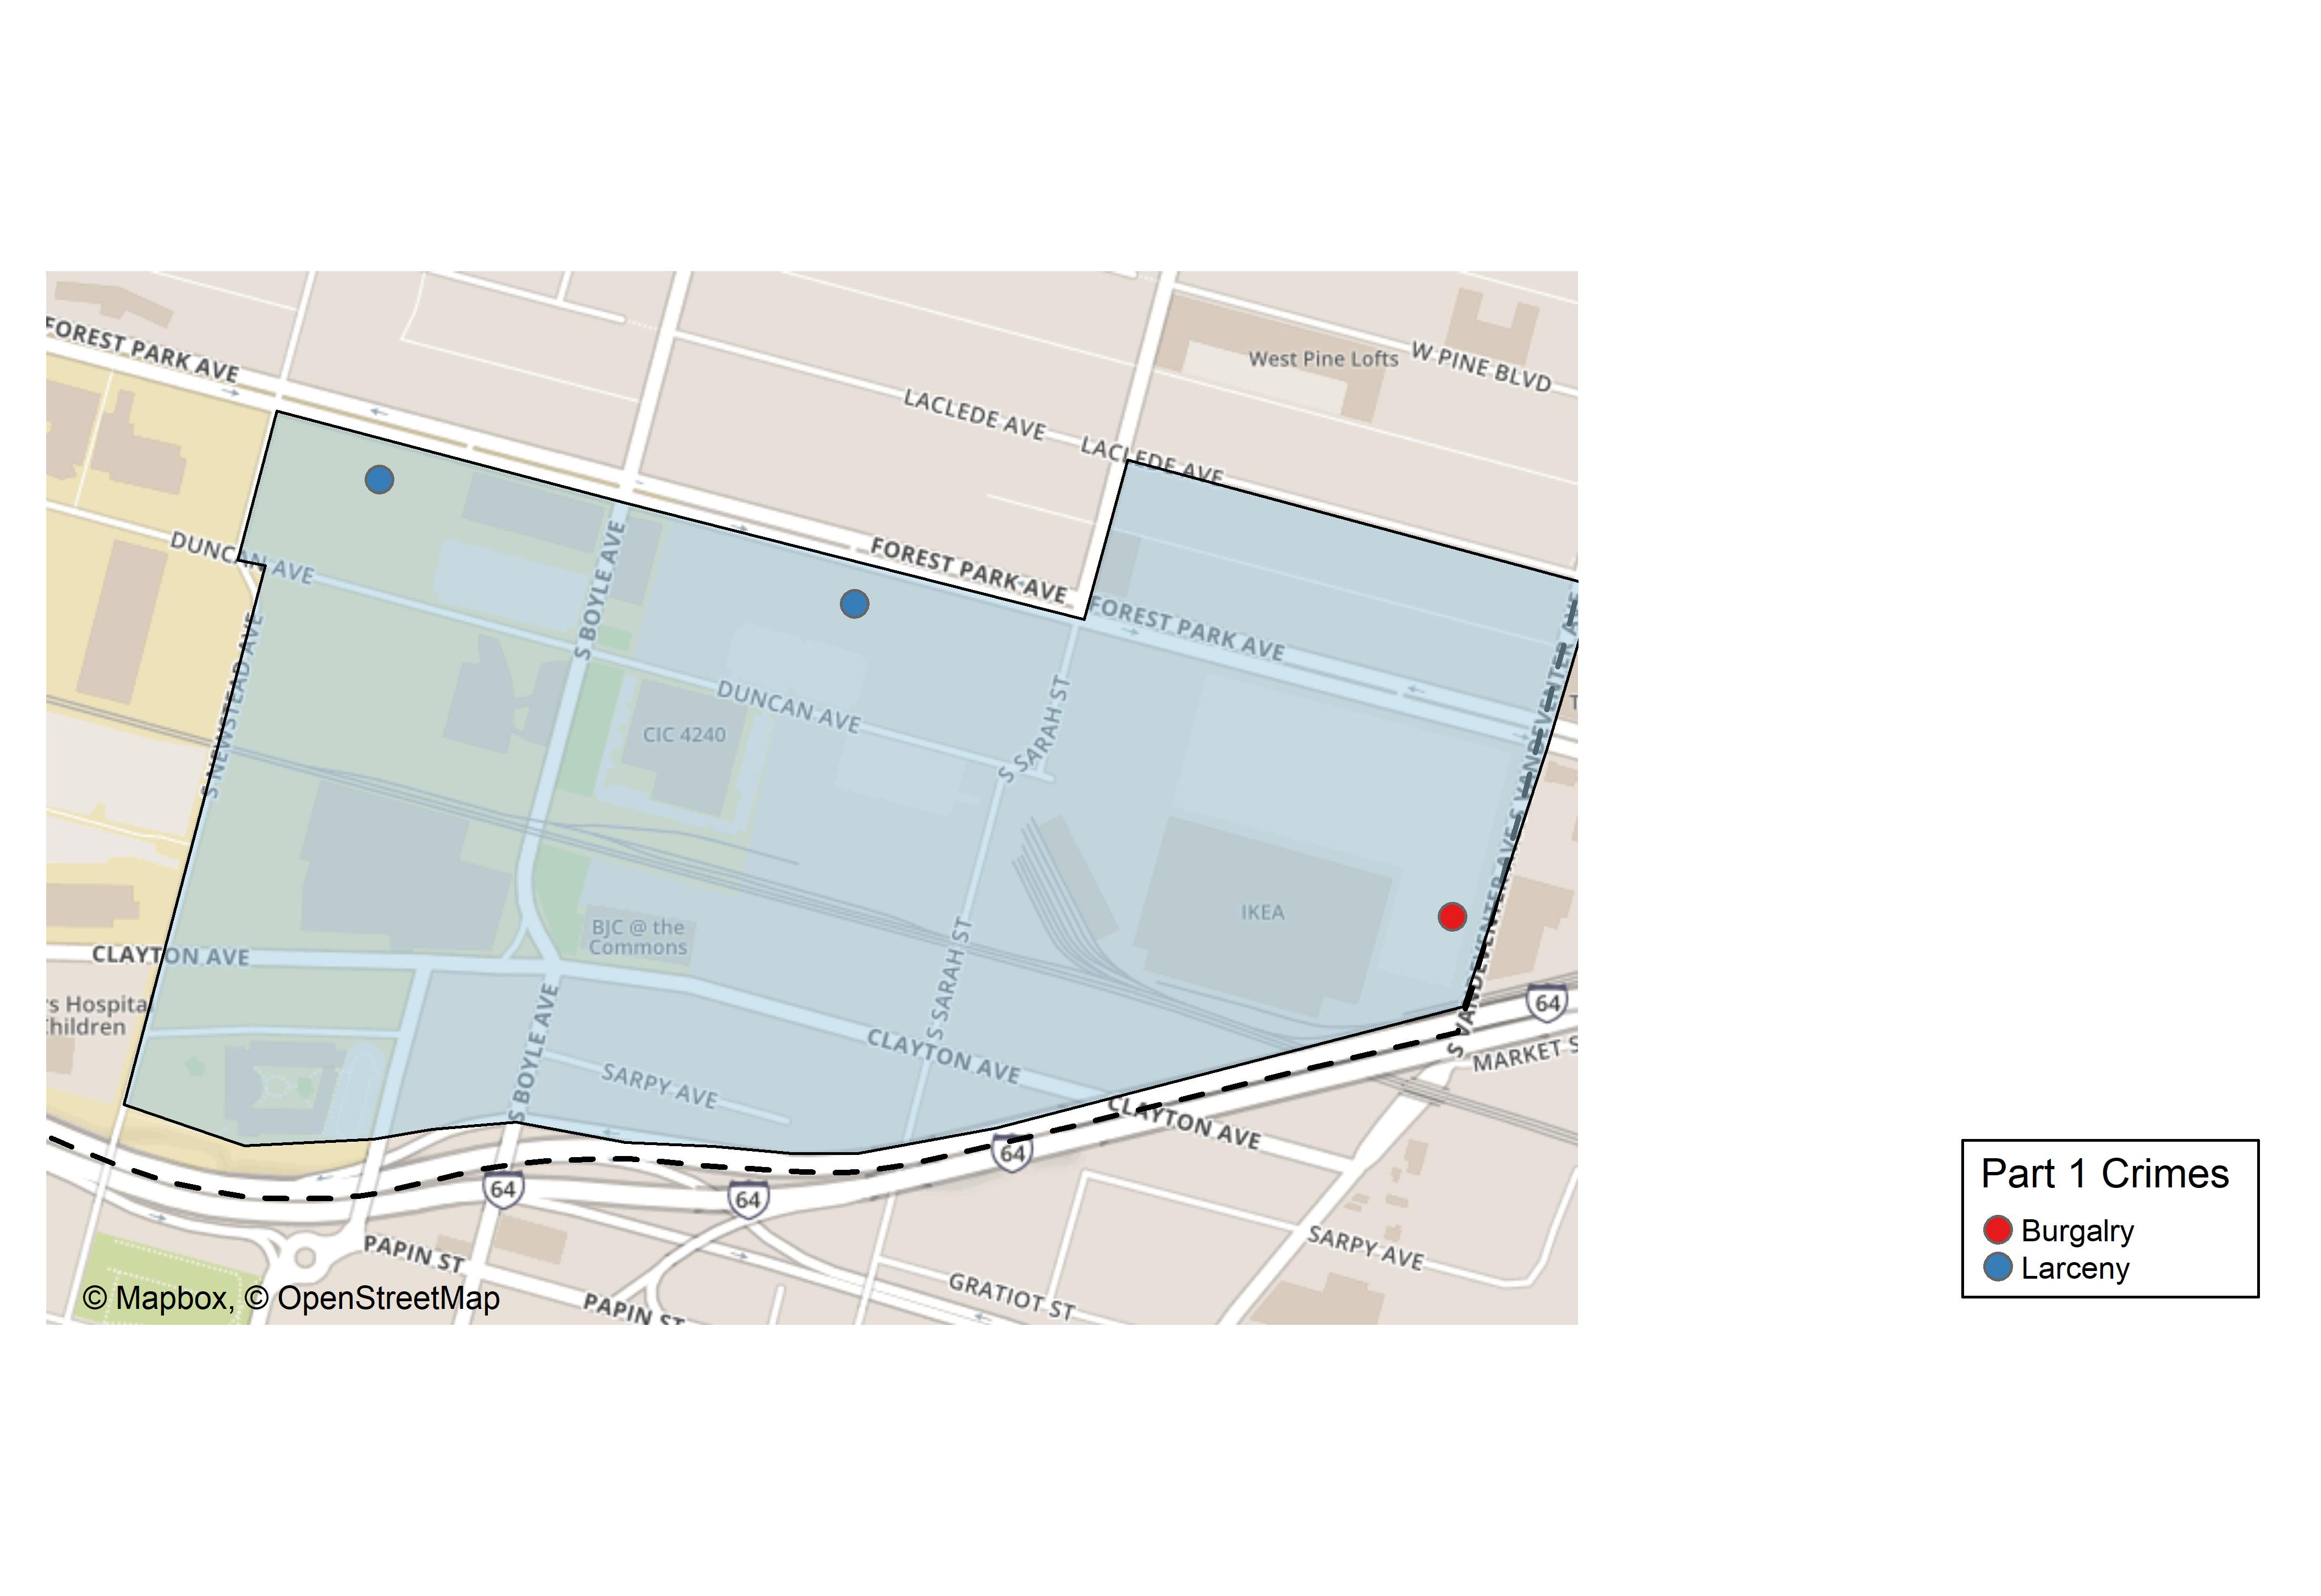 FOREST PARK AVE
West Pine Lofts
W PINE BLVD
LACLEDE AVE
LACLEDE AVE
DUNCAN AVE
S BOYLE AVE
FOREST PARK AVE
FOREST PARK AVE
S NEWSTEAD AVE
S VANDEVENTER AVE
T
DUNCAN AVE
CIC 4240
S SARAH ST
S VANDEVENTER AVE
IKEA
BJC @ the
Commons
CLAYTON AVE
S SARAH ST
s Hospita
Children
64
S BOYLE AVE
CLAYTON AVE
MARKET S
SARPY AVE
CLAYTON AVE
64
64
64
PAPIN ST
SARPY AVE
GRATIOT ST
PAPIN ST
© Mapbox, © OpenStreetMap
Part 1 Crimes
Burgalry
Larceny